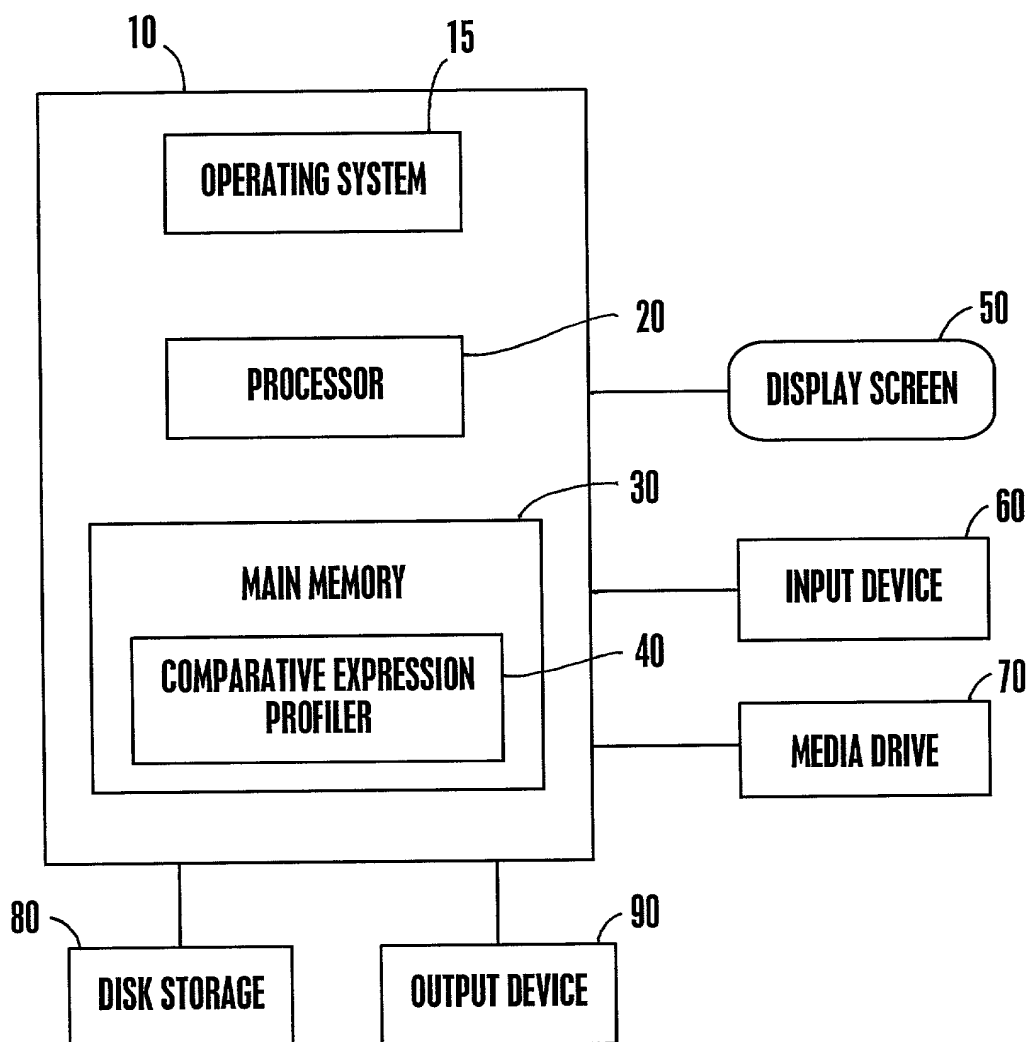 10
15
OPERATING SYSTEM
20
PROCESSOR
50
DISPLAY SCREEN
30
MAIN MEMORY
60
INPUT DEVICE
40
COMPARATIVE EXPRESSION
PROFILER
70
MEDIA DRIVE
80
DISK STORAGE
90
OUTPUT DEVICE